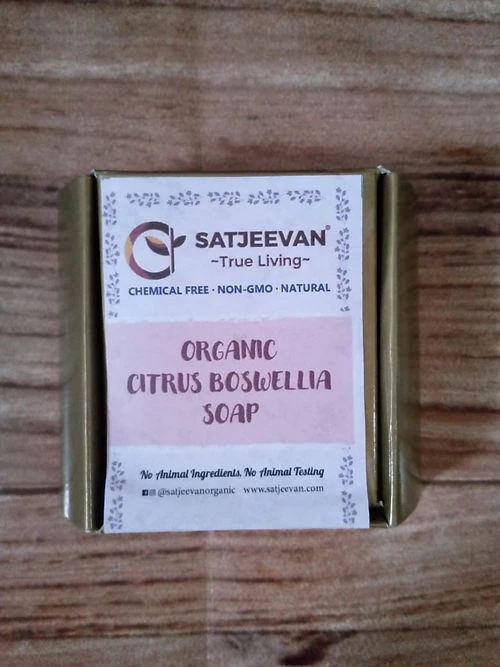 SATJEEVAN®
~True Living~
CHEMICAL FREE · NON-GMO · NATURAL
ORGANIC
CITRUS BOSWELLIA
SOAP
No Animal Ingredients, No Animal Testing
@satjeevanorganic www.satjeevan.com